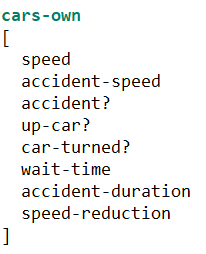 cars-own
[
  speed
  accident-speed
  accident?
  up-car?
  car-turned?
  wait-time
  accident-duration
  speed-reduction
]